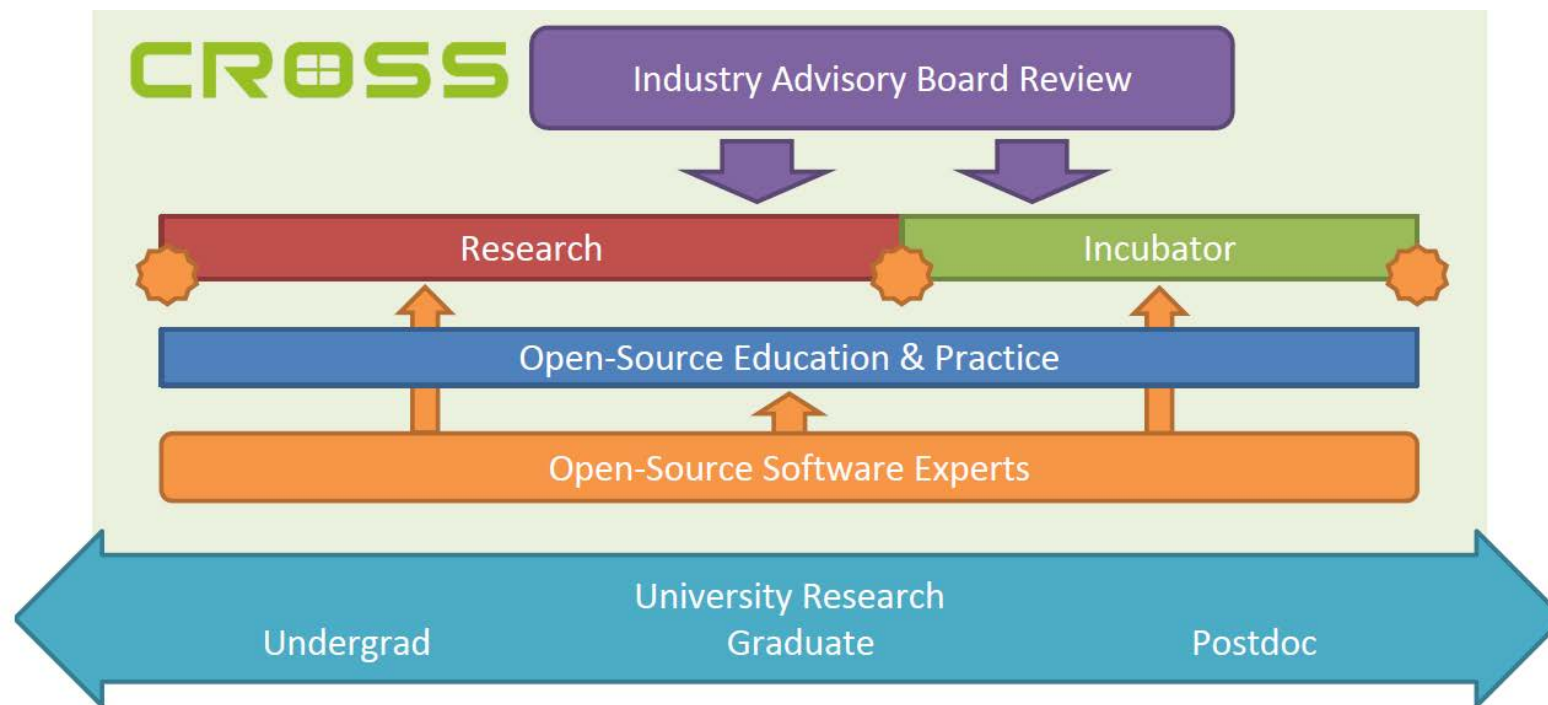 CROSS
Industry Advisory Board Review
Research
Incubator
Open-Source Education & Practice
Open-Source Software Experts
University Research
Undergrad
Graduate
Postdoc